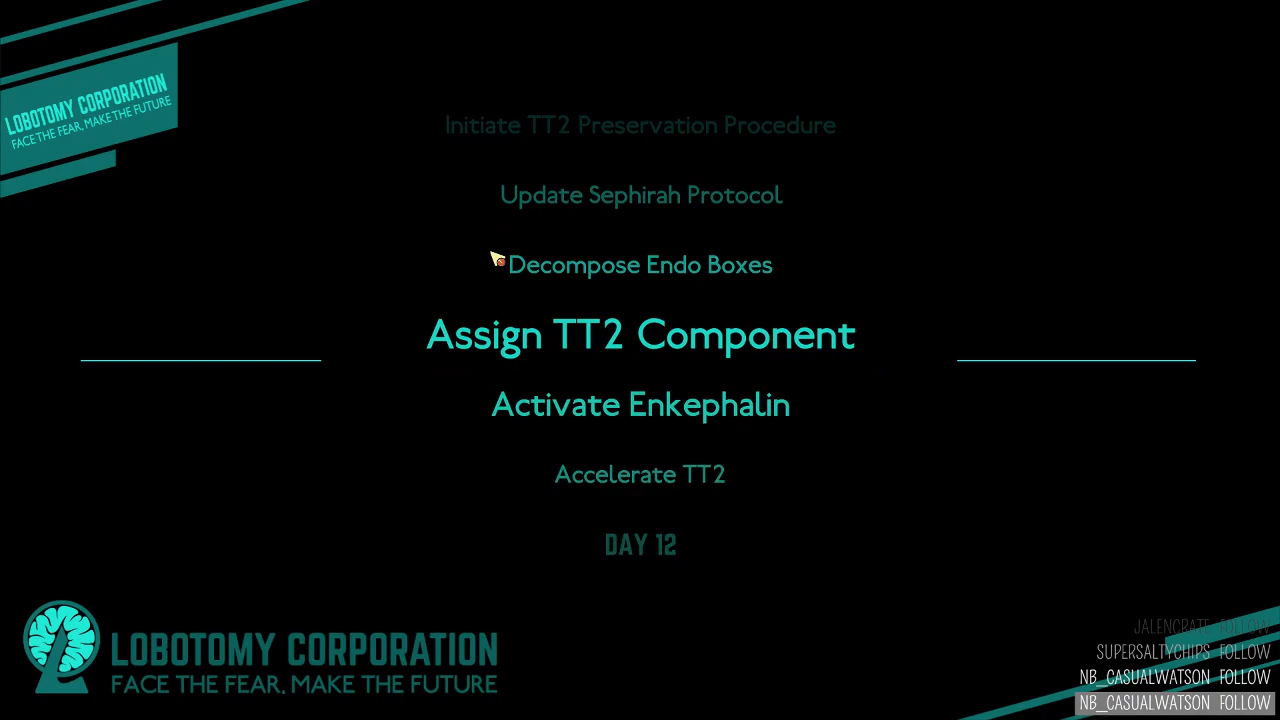 LOBOTOMY CORPORATION
FACE THE FEAR, MAKE THE FUTURE
Initiate TT2 Preservation Procedure
Update Sephirah Protocol
Decompose Endo Boxes
Assign TT2 Component
Activate Enkephalin
Accelerate TT2
DAY 12
LOBOTOMY CORPORATION
FACE THE FEAR, MAKE THE FUTURE
JALENCRATE FOLLOW
SUPERSALTYCHIPS FOLLOW
NB_CASUALWATSON FOLLOW
NB_CASUALWATSON FOLLOW